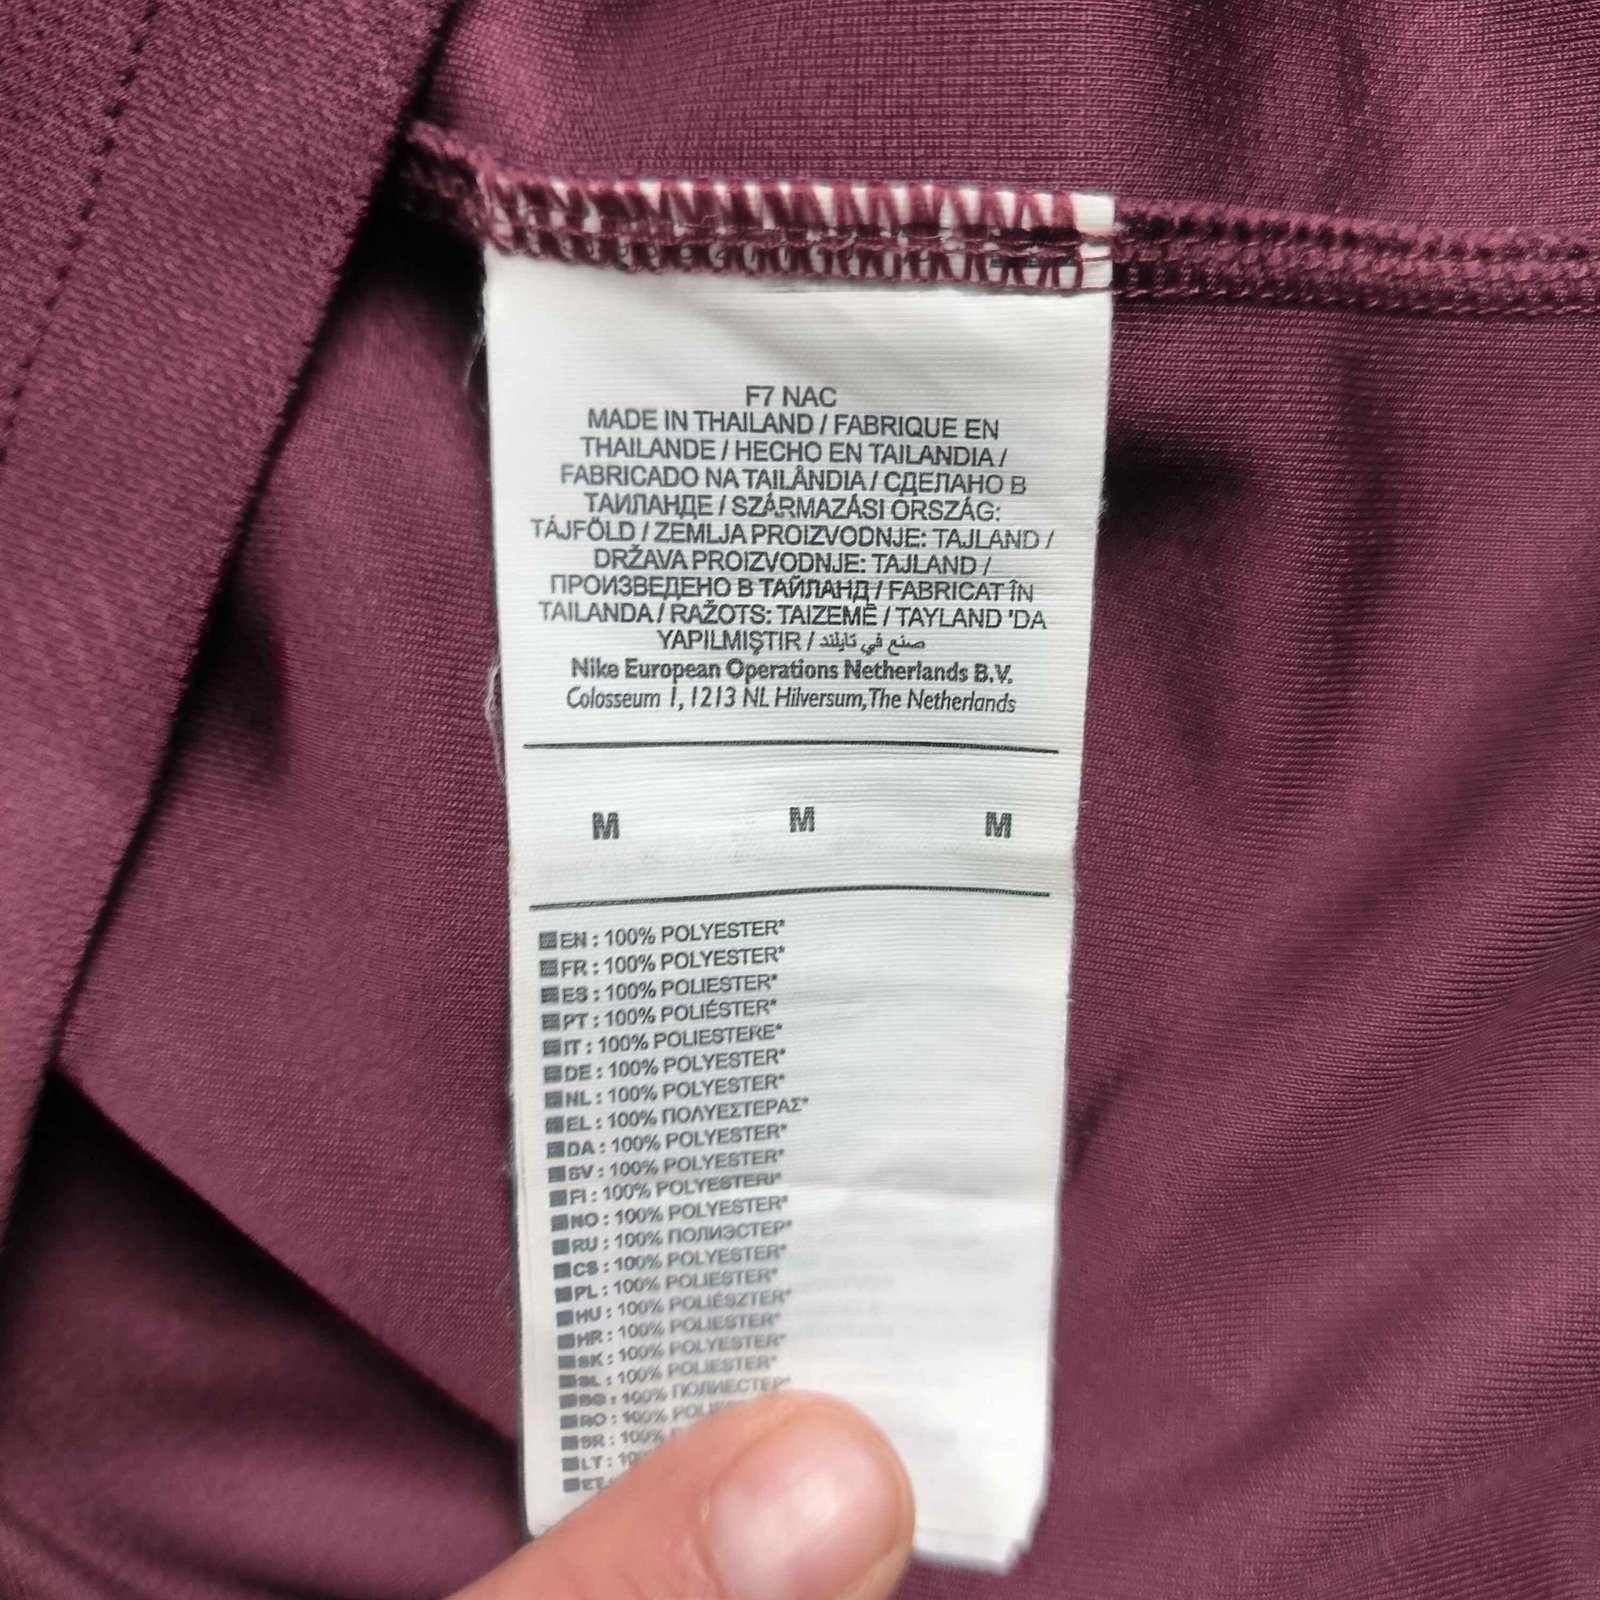 F7 NAC
MADE IN THAILAND / FABRIQUE EN
THAILANDE / HECHO EN TAILANDIA /
FABRICADO NA TAILÂNDIA / СДЕЛАНО В
ТАИЛАНДЕ / SZÁRMAZÁSI ORSZÁG:
TÁJFÖLD / ZEMLJA PROIZVODNJE: TAJLAND /
DRŽAVA PROIZVODNJE: TAJLAND /
ПРОИЗВЕДЕНО В ТАЙЛАНД / FABRICAT ÎN
TAILANDA / RAŽOTS: TAIZEMĒ / TAYLAND 'DA
YAPILMIŞTIR / صنع في تايلند
Nike European Operations Netherlands B.V.
Colosseum 1, 1213 NL Hilversum, The Netherlands
M M M
EN : 100% POLYESTER*
FR : 100% POLYESTER*
ES : 100% POLIESTER*
PT : 100% POLIÉSTER*
IT : 100% POLIESTERE*
DE : 100% POLYESTER*
NL : 100% POLYESTER*
EL : 100% ΠΟΛΥΕΣΤΕΡΑΣ*
DA : 100% POLYESTER*
SV : 100% POLYESTER*
FI : 100% POLYESTERI*
NO : 100% POLYESTER*
RU : 100% ПОЛИЭСТЕР*
CS : 100% POLYESTER*
PL : 100% POLIESTER*
HU : 100% POLIÉSZTER*
HR : 100% POLIESTER*
SK : 100% POLYESTER*
SL : 100% POLIESTER*
BG : 100% ПОЛИЕСТЕР*
RO : 100%
SR : 100%
LT :
ET